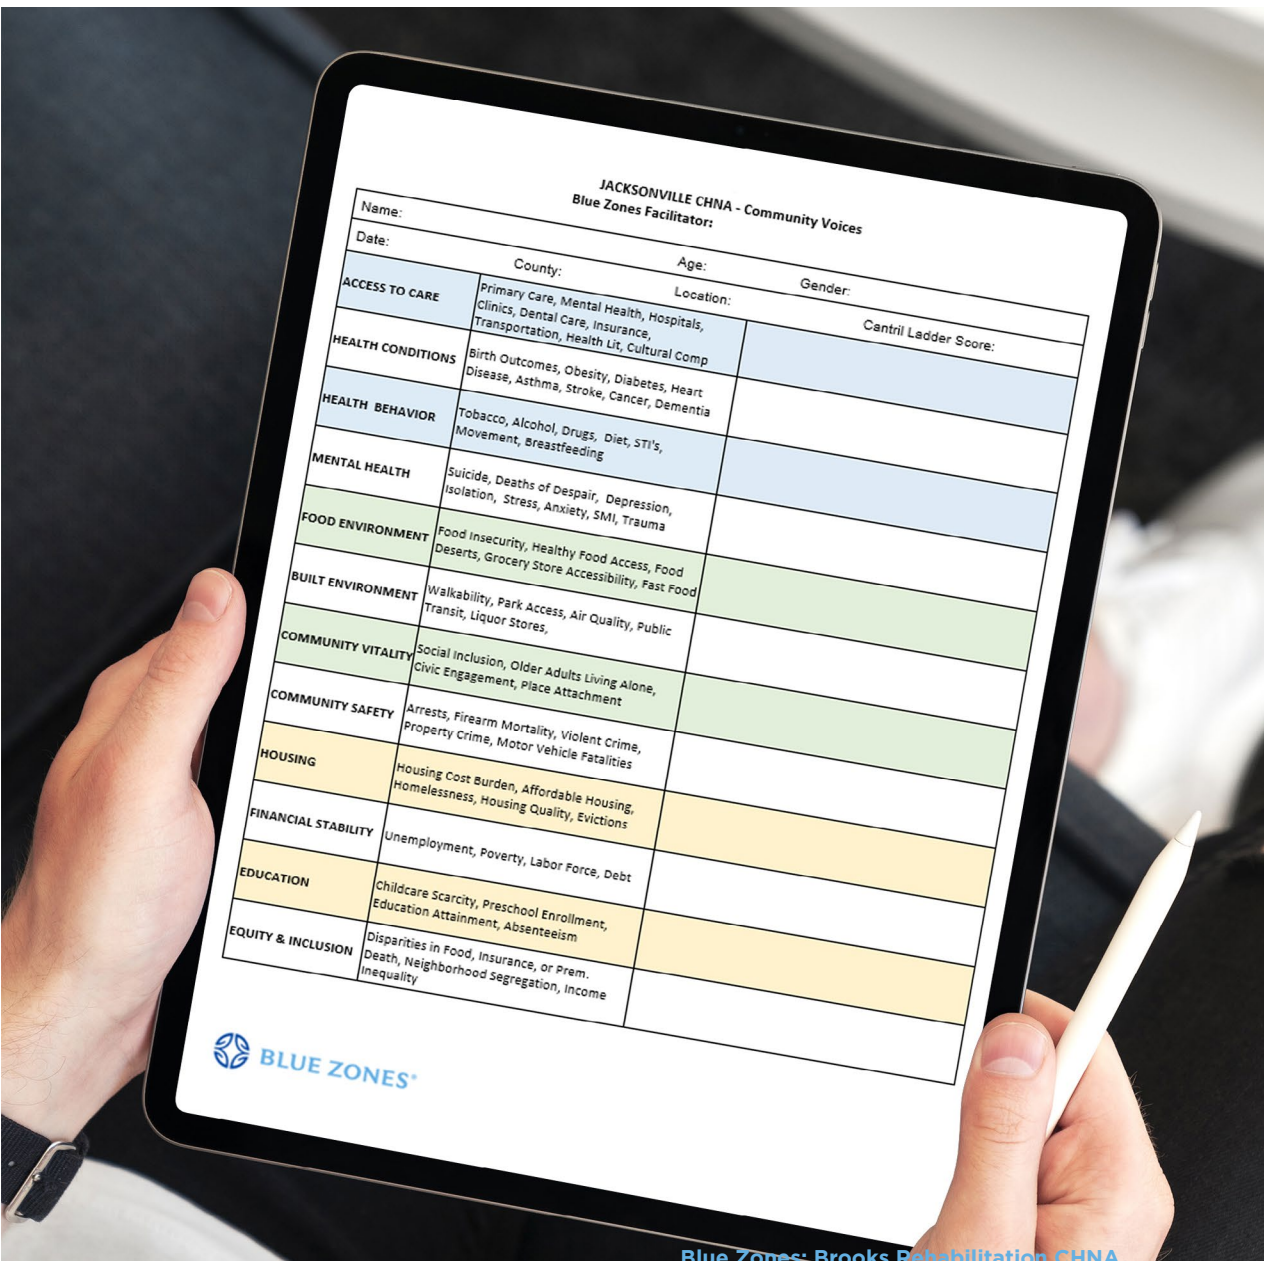 JACKSONVILLE CHNA - Community Voices
Blue Zones Facilitator:
Name: Age: Gender:
Date: County: Location: Cantril Ladder Score:
ACCESS TO CARE
Primary Care, Mental Health, Hospitals,
Clinics, Dental Care, Insurance,
Transportation, Health Lit, Cultural Comp
HEALTH CONDITIONS
Birth Outcomes, Obesity, Diabetes, Heart
Disease, Asthma, Stroke, Cancer, Dementia
HEALTH BEHAVIOR
Tobacco, Alcohol, Drugs, Diet, STI's,
Movement, Breastfeeding
MENTAL HEALTH
Suicide, Deaths of Despair, Depression,
Isolation, Stress, Anxiety, SMI, Trauma
FOOD ENVIRONMENT
Food Insecurity, Healthy Food Access, Food
Deserts, Grocery Store Accessibility, Fast Food
BUILT ENVIRONMENT
Walkability, Park Access, Air Quality, Public
Transit, Liquor Stores,
COMMUNITY VITALITY
Social Inclusion, Older Adults Living Alone,
Civic Engagement, Place Attachment
COMMUNITY SAFETY
Arrests, Firearm Mortality, Violent Crime,
Property Crime, Motor Vehicle Fatalities
HOUSING
Housing Cost Burden, Affordable Housing,
Homelessness, Housing Quality, Evictions
FINANCIAL STABILITY
Unemployment, Poverty, Labor Force, Debt
EDUCATION
Childcare Scarcity, Preschool Enrollment,
Education Attainment, Absenteeism
EQUITY & INCLUSION
Disparities in Food, Insurance, or Prem.
Death, Neighborhood Segregation, Income
Inequality
BLUE ZONES®
Blue Zones: Brooks Rehabilitation CHNA